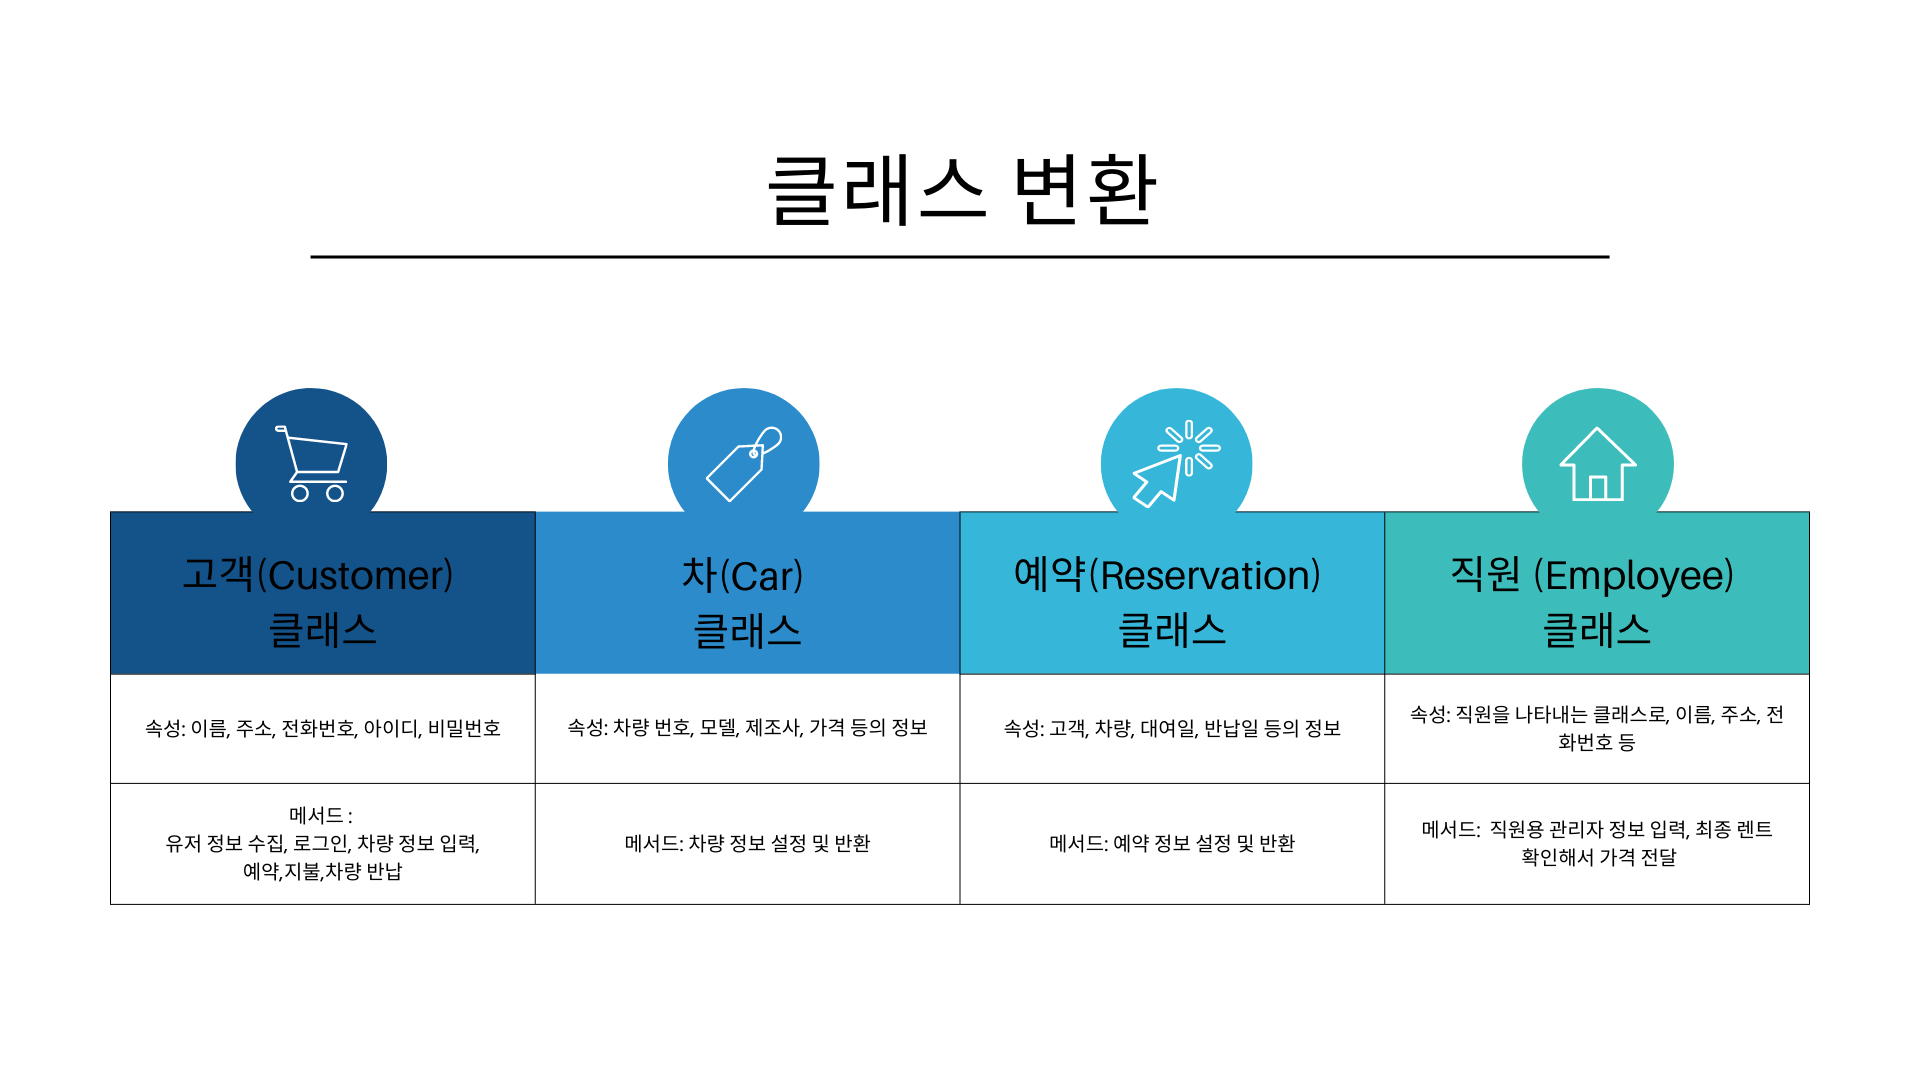 클래스 변환
고객(Customer)
클래스
차(Car)
클래스
예약(Reservation)
클래스
직원 (Employee)
클래스
속성: 이름, 주소, 전화번호, 아이디, 비밀번호
속성: 차량 번호, 모델, 제조사, 가격 등의 정보
속성: 고객, 차량, 대여일, 반납일 등의 정보
속성: 직원을 나타내는 클래스로, 이름, 주소, 전
화번호 등
메서드 :
유저 정보 수집, 로그인, 차량 정보 입력,
예약,지불,차량 반납
메서드: 차량 정보 설정 및 반환
메서드: 예약 정보 설정 및 반환
메서드:  직원용 관리자 정보 입력, 최종 렌트
확인해서 가격 전달